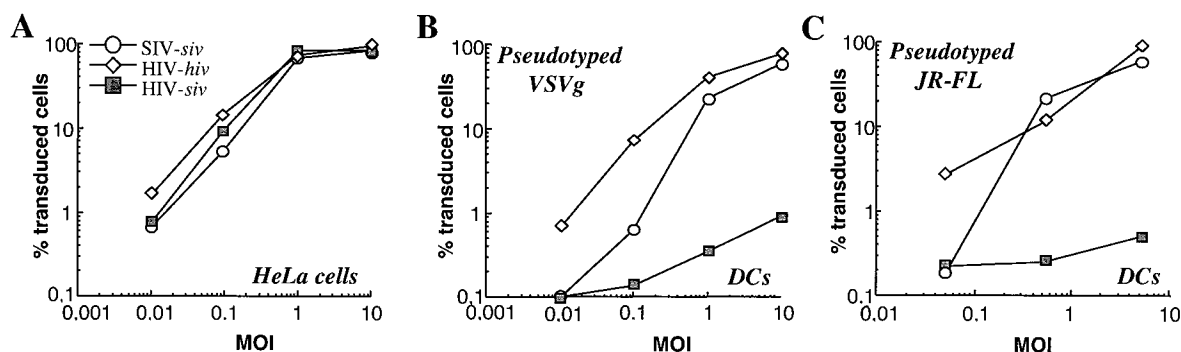 A
SIV-siv
HIV-hiv
HIV-siv
% transduced cells
100
10
1
0.1
0.001 0.01 0.1 1 10
MOI
HeLa cells
B
Pseudotyped
VSVg
% transduced cells
100
10
1
0.1
0.001 0.01 0.1 1 10
MOI
DCs
C
Pseudotyped
JR-FL
% transduced cells
100
10
1
0.1
0.01 0.1 1 10
MOI
DCs